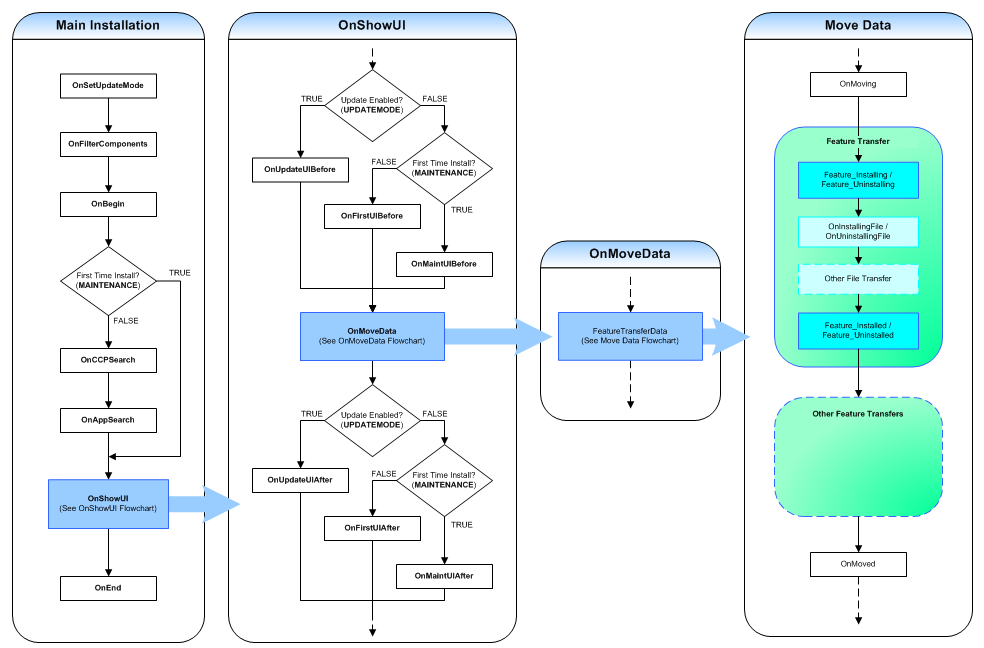 Main Installation
OnSetUpdateMode
OnFilterComponents
OnBegin
First Time Install?
(MAINTENANCE)
TRUE
FALSE
OnCCPSearch
OnAppSearch
OnShowUI
(See OnShowUI Flowchart)
OnEnd
OnShowUI
Update Enabled?
(UPDATEMODE)
TRUE
FALSE
OnUpdateUIBefore
First Time Install?
(MAINTENANCE)
FALSE
TRUE
OnFirstUIBefore
OnMaintUIBefore
OnMoveData
(See OnMoveData Flowchart)
Update Enabled?
(UPDATEMODE)
TRUE
FALSE
OnUpdateUIAfter
First Time Install?
(MAINTENANCE)
FALSE
TRUE
OnFirstUIAfter
OnMaintUIAfter
OnMoveData
FeatureTransferData
(See Move Data Flowchart)
Move Data
OnMoving
Feature Transfer
Feature_Installing /
Feature_Uninstalling
OnInstallingFile /
OnUninstallingFile
Other File Transfer
Feature_Installed /
Feature_Uninstalled
Other Feature Transfers
OnMoved